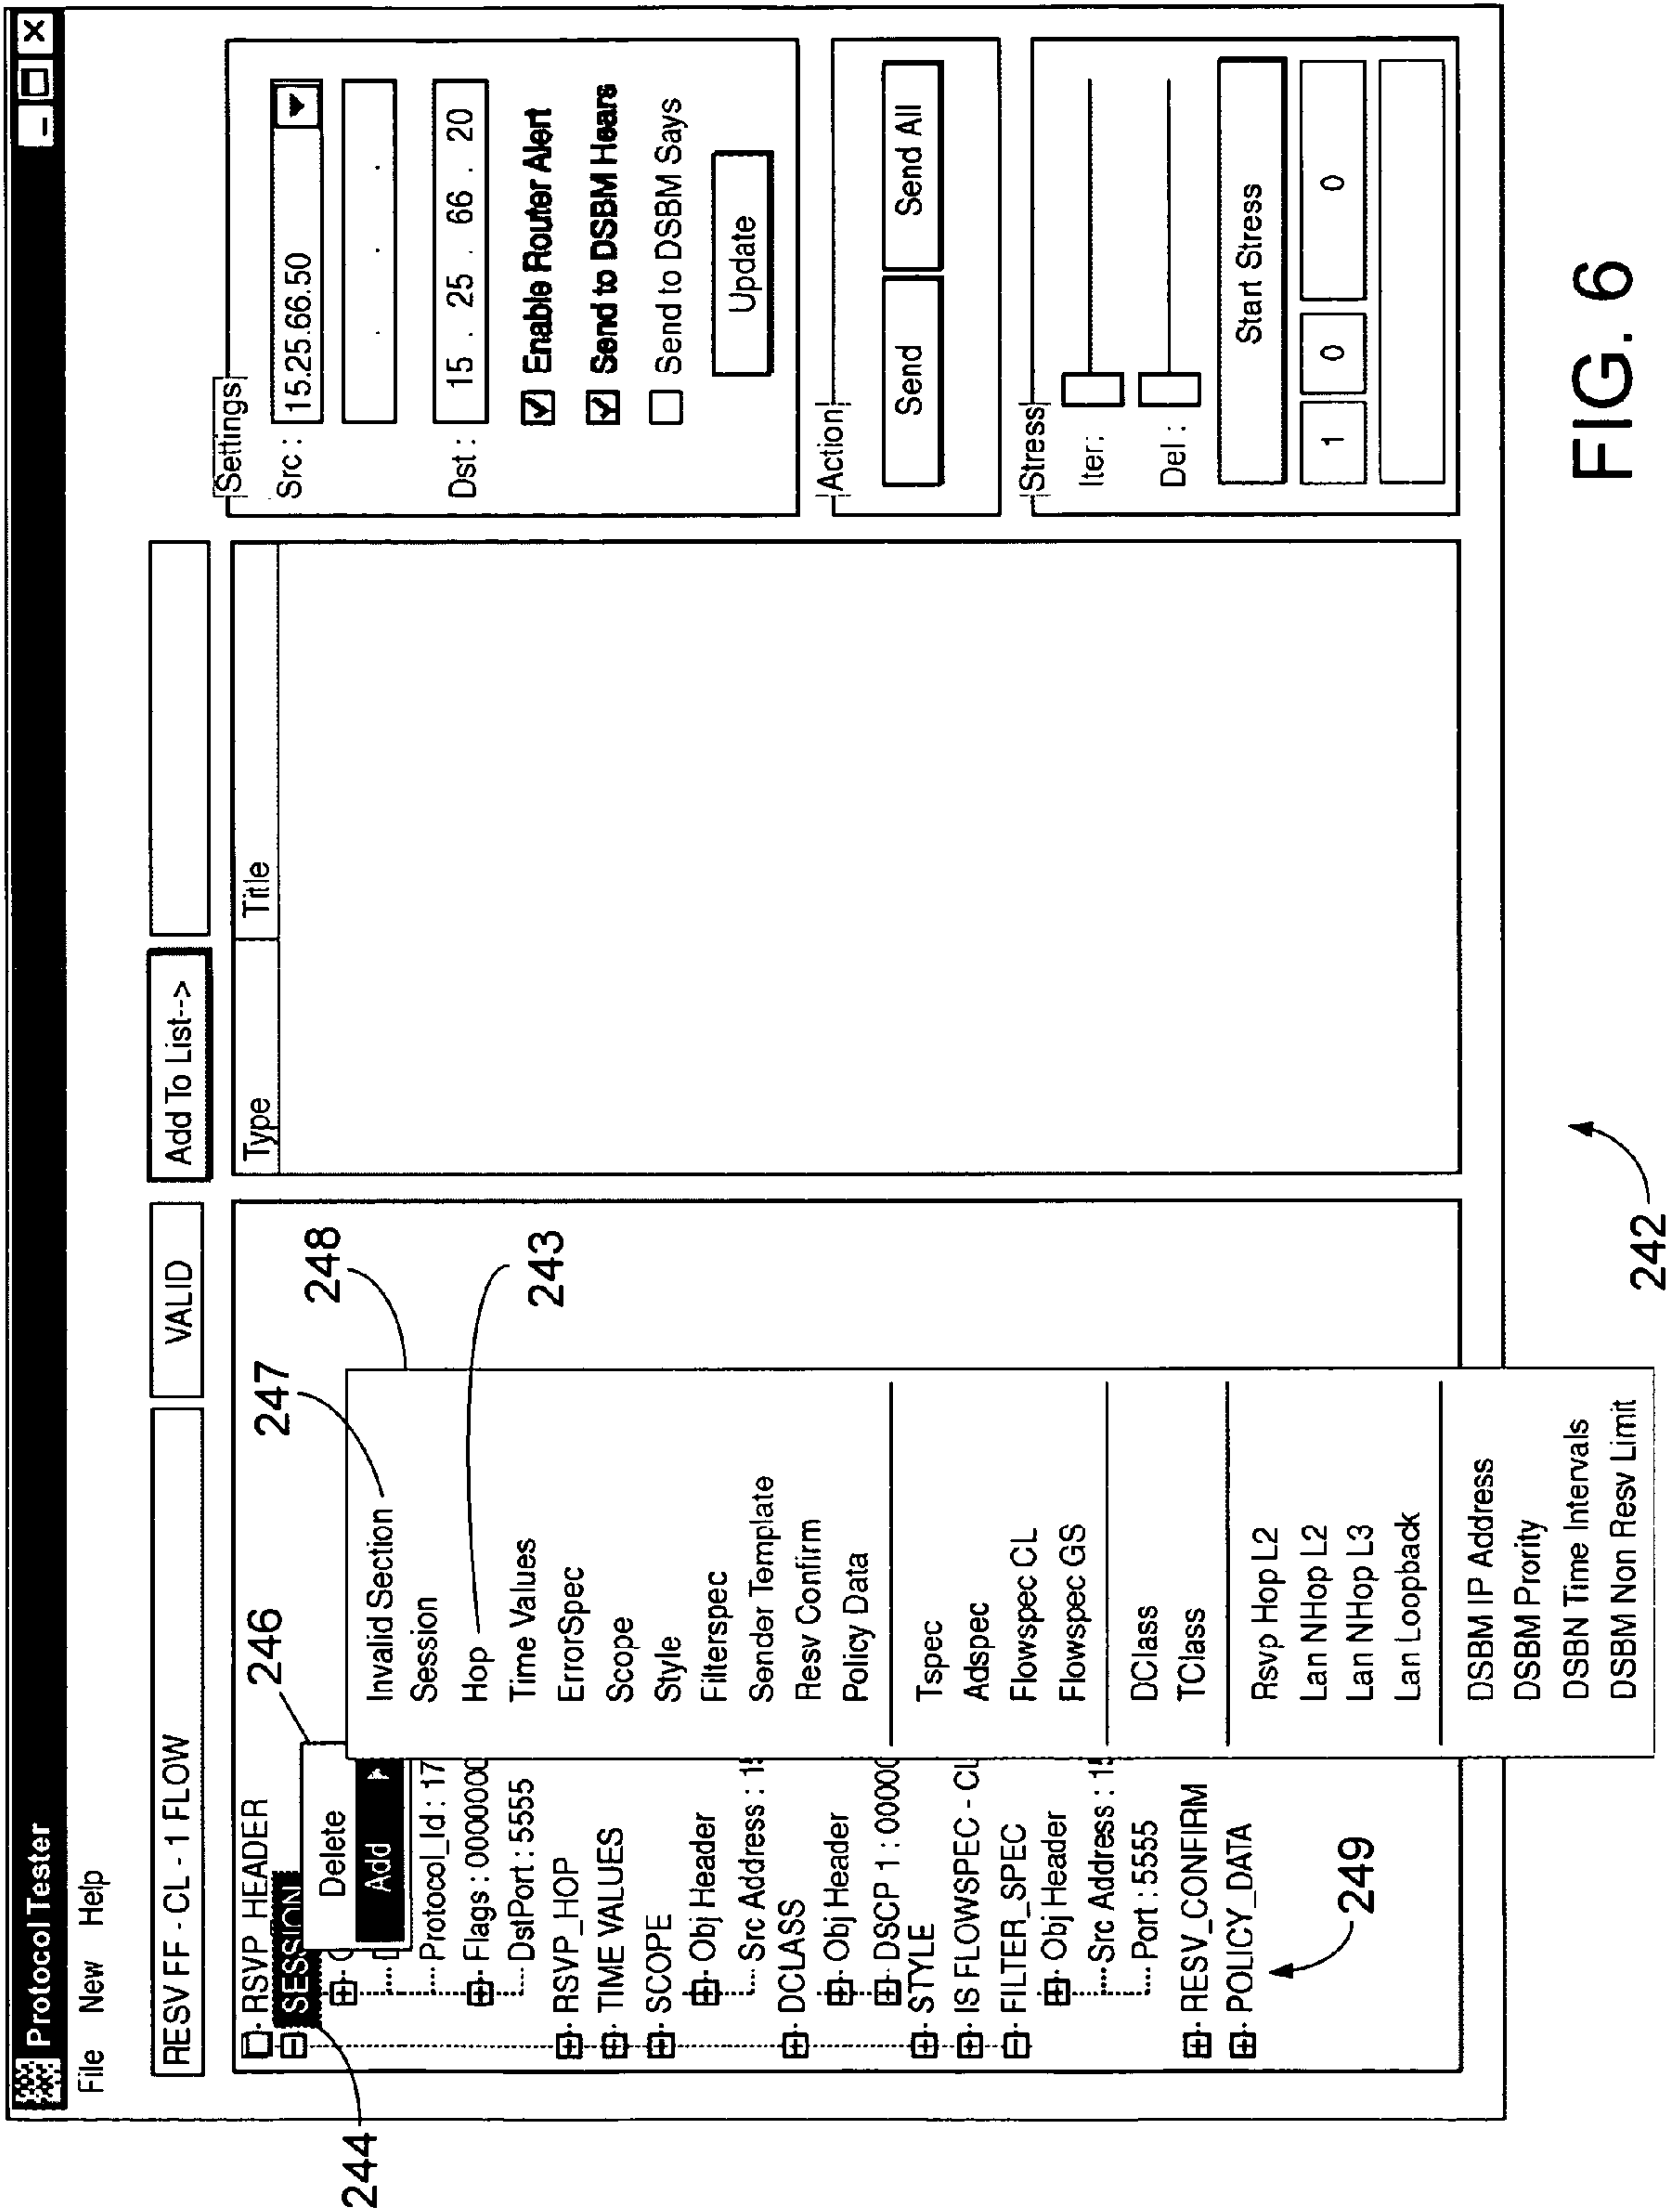 Protocol Tester
File New Help
RESV FF - CL - 1 FLOW
VALID
Add To List-->
RSVP_HEADER
SESSION
Protocol_Id : 17
Flags : 000000
DstPort : 5555
RSVP_HOP
TIME VALUES
SCOPE
Obj Header
Src Address : 15
DCLASS
Obj Header
DSCP 1 : 0000
STYLE
IS FLOWSPEC - CL
FILTER_SPEC
Obj Header
Src Address : 15
Port : 5555
RESV_CONFIRM
POLICY_DATA
Delete
Add
Invalid Section
Session
Hop
Time Values
ErrorSpec
Scope
Style
Filterspec
Sender Template
Resv Confirm
Policy Data
Tspec
Adspec
Flowspec CL
Flowspec GS
DClass
TClass
Rsvp Hop L2
Lan NHop L2
Lan NHop L3
Lan Loopback
DSBM IP Address
DSBM Prority
DSBN Time Intervals
DSBM Non Resv Limit
244
246
247
248
243
249
242
Type Title
Settings
Src : 15.25.66.50
. . .
Dst : 15 . 25 . 66 . 20
Enable Router Alert
Send to DSBM Hears
Send to DSBM Says
Update
Action
Send Send All
Stress
Iter:
Del :
Start Stress
1 0 0
FIG. 6